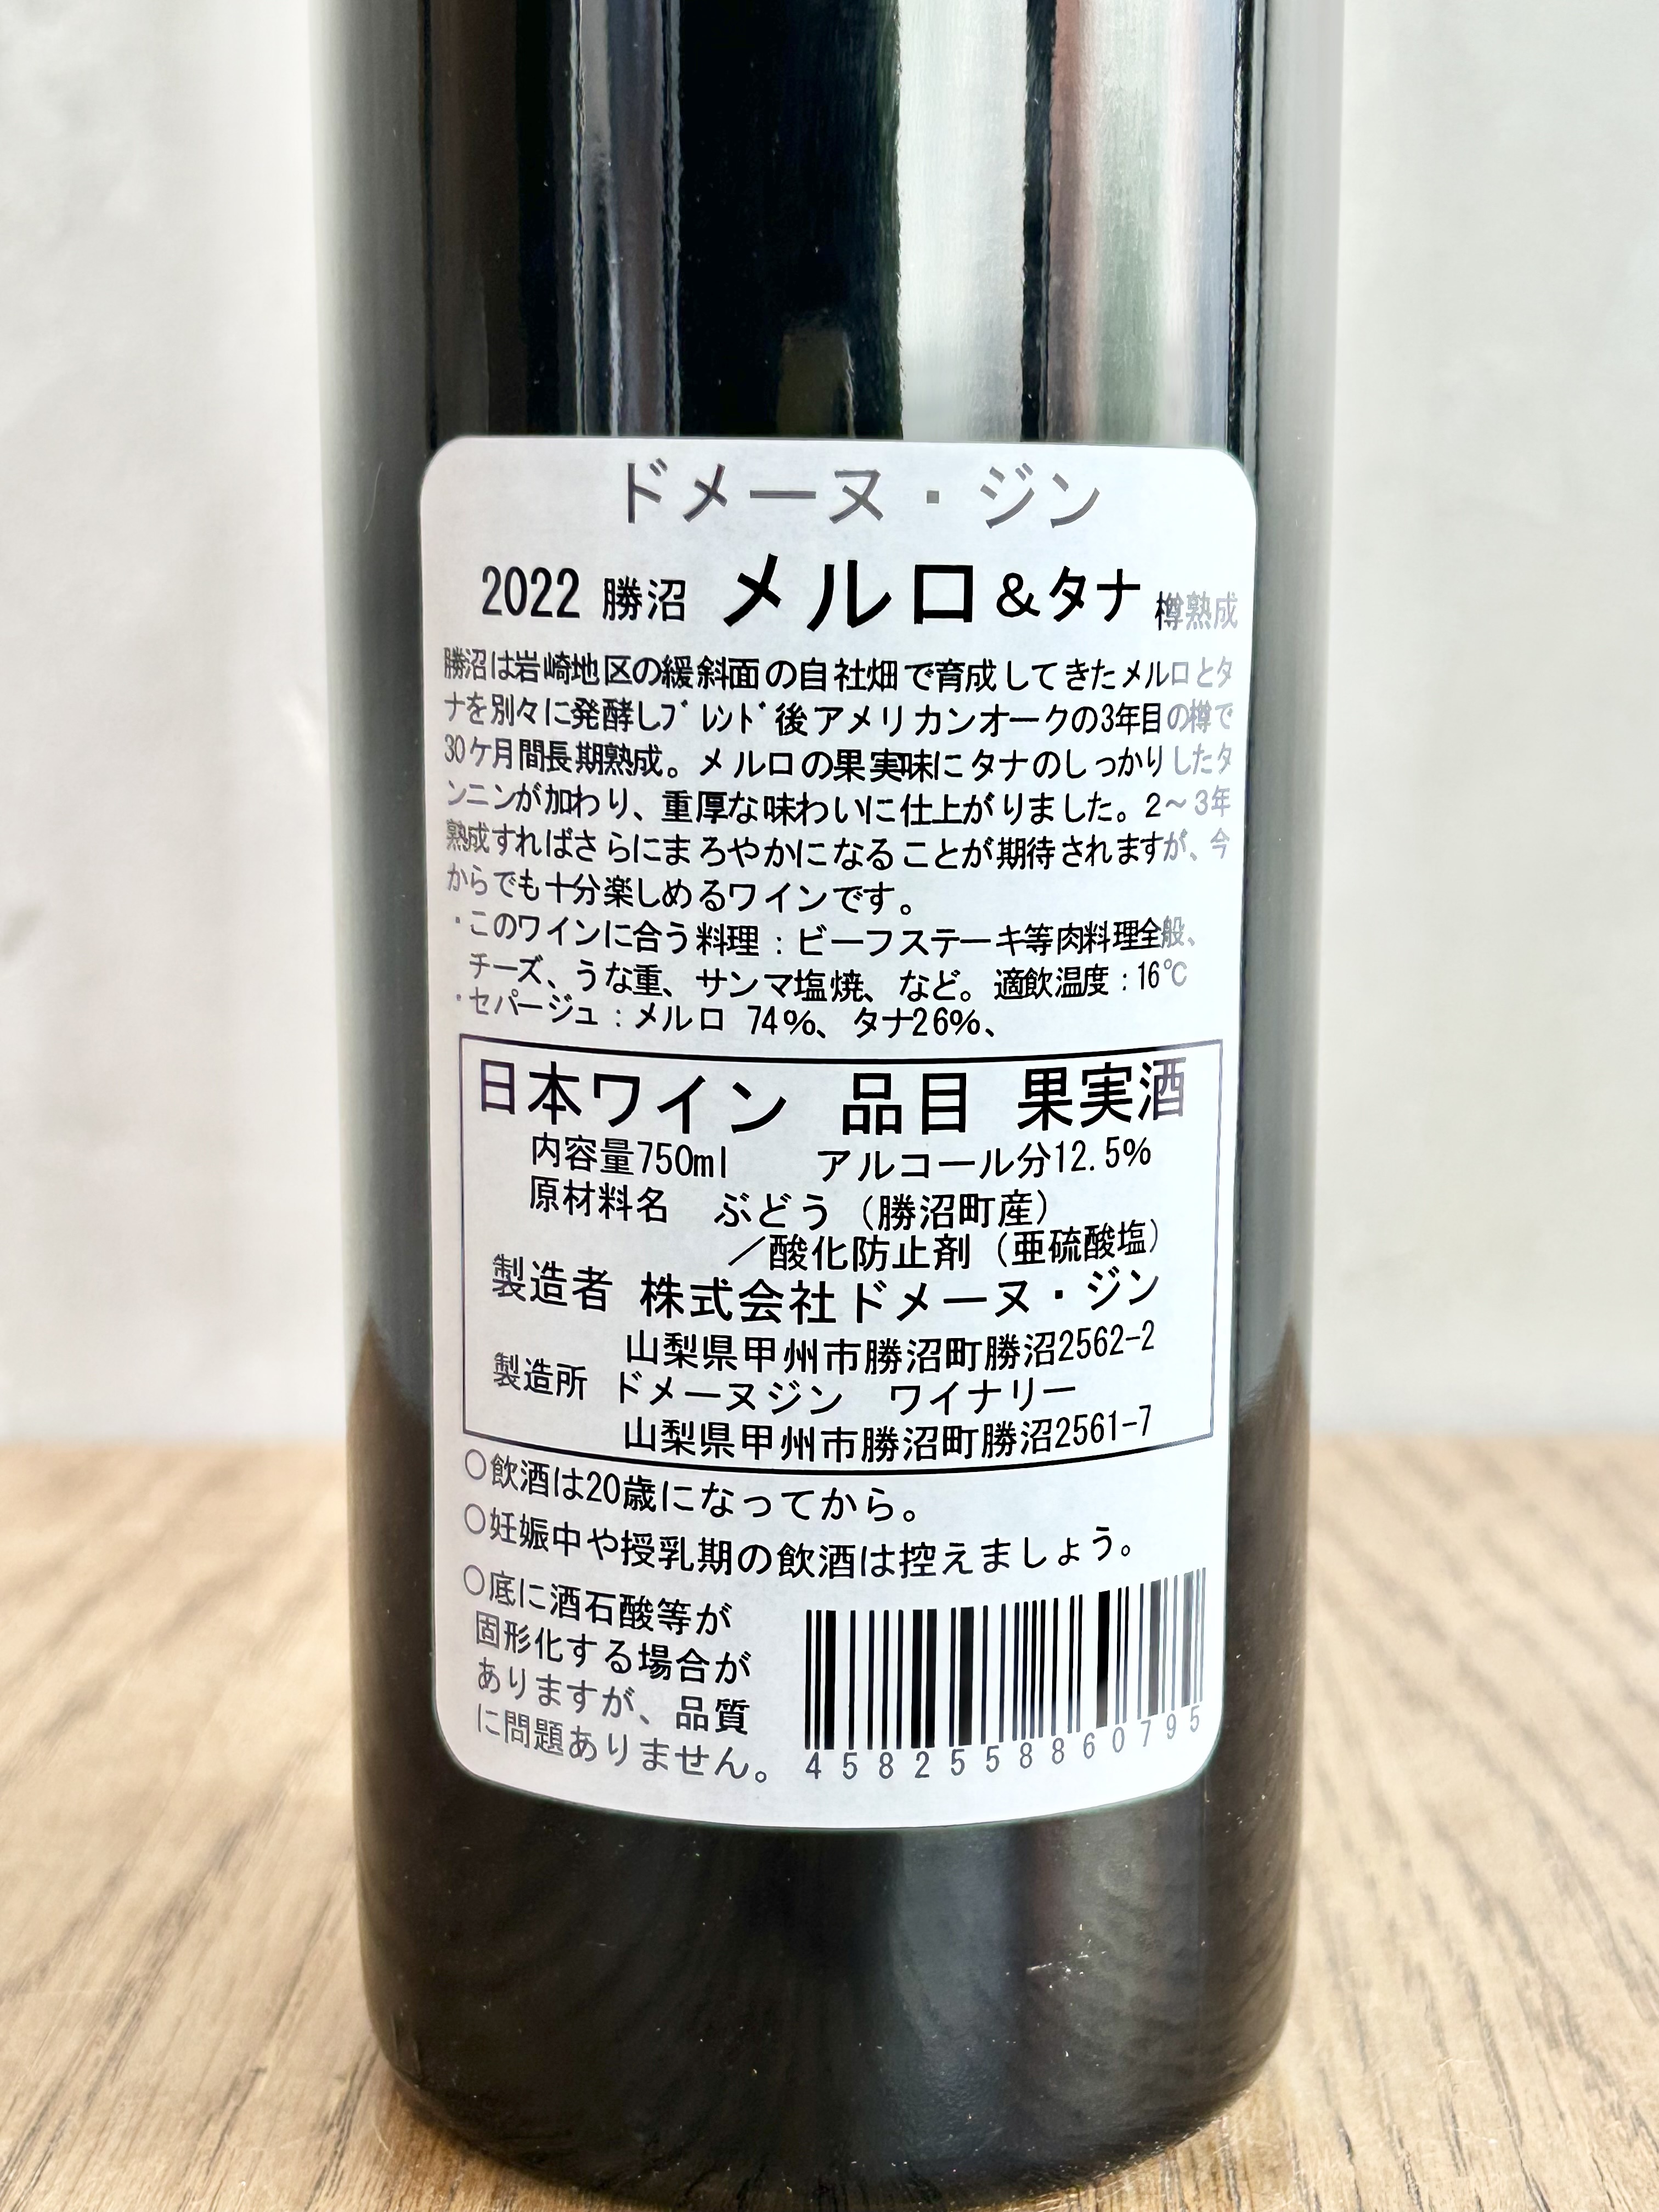 ドメーヌ・ジン
2022 勝沼 メルロ&タナ 樽熟成
勝沼は岩崎地区の緩斜面の自社畑で育成してきたメルロとタ
ナを別々に発酵しﾌﾞﾚﾝﾄﾞ後アメリカンオークの3年目の樽で
30ケ月間長期熟成。メルロの果実味にタナのしっかりしたタ
ンニンが加わり、重厚な味わいに仕上がりました。2～3年
熟成すればさらにまろやかになることが期待されますが、今
からでも十分楽しめるワインです。
・このワインに合う料理：ビーフステーキ等肉料理全般、
チーズ、うな重、サンマ塩焼、など。適飲温度：16℃
・セパージュ：メルロ 74%、タナ26%、
日本ワイン 品目 果実酒
内容量750ml アルコール分12.5%
原材料名 ぶどう（勝沼町産）
／酸化防止剤（亜硫酸塩）
製造者 株式会社ドメーヌ・ジン
山梨県甲州市勝沼町勝沼2562-2
製造所 ドメーヌジン ワイナリー
山梨県甲州市勝沼町勝沼2561-7
○飲酒は20歳になってから。
○妊娠中や授乳期の飲酒は控えましょう。
○底に酒石酸等が
固形化する場合が
ありますが、品質
に問題ありません。
4582558860795